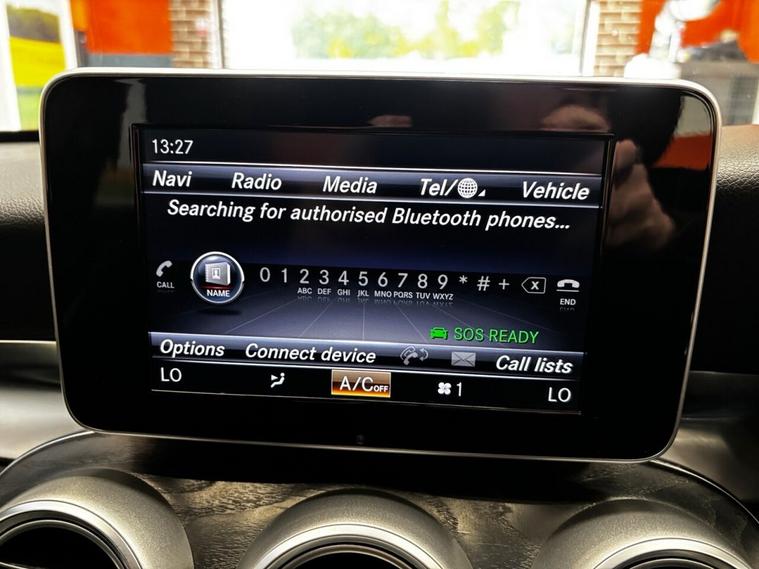 13:27
Navi Radio Media Tel/ Vehicle
Searching for authorised Bluetooth phones...
CALL NAME 0 1 2 3 4 5 6 7 8 9 * # + END
ABC DEF GHI JKL MNO PQRS TUV WXYZ
SOS READY
Options Connect device Call lists
LO A/C OFF 1 LO